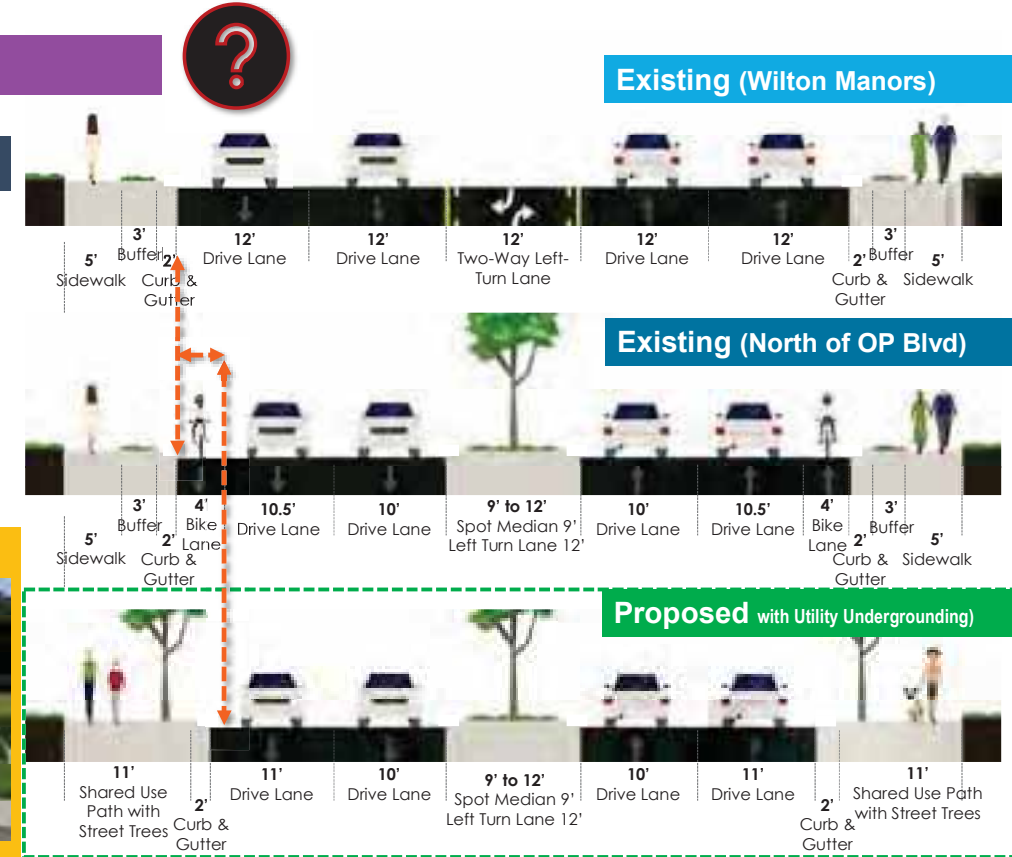 ?
Existing (Wilton Manors)
5'
Sidewalk
3'
Buffer
2'
Curb &
Gutter
12'
Drive Lane
12'
Drive Lane
12'
Two-Way Left-
Turn Lane
12'
Drive Lane
12'
Drive Lane
2'
Curb &
Gutter
3'
Buffer
5'
Sidewalk
Existing (North of OP Blvd)
5'
Sidewalk
3'
Buffer
2'
Curb &
Gutter
4'
Bike
Lane
10.5'
Drive Lane
10'
Drive Lane
9' to 12'
Spot Median 9'
Left Turn Lane 12'
10'
Drive Lane
10.5'
Drive Lane
4'
Bike
Lane
2'
Curb &
Gutter
3'
Buffer
5'
Sidewalk
Proposed with Utility Undergrounding)
11'
Shared Use
Path with
Street Trees
2'
Curb &
Gutter
11'
Drive Lane
10'
Drive Lane
9' to 12'
Spot Median 9'
Left Turn Lane 12'
10'
Drive Lane
11'
Drive Lane
2'
Curb &
Gutter
11'
Shared Use Path
with Street Trees